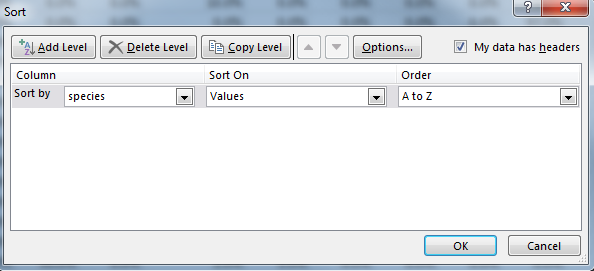 Sort
Add Level Delete Level Copy Level Options... My data has headers
Column Sort On Order
Sort by species Values A to Z
OK Cancel